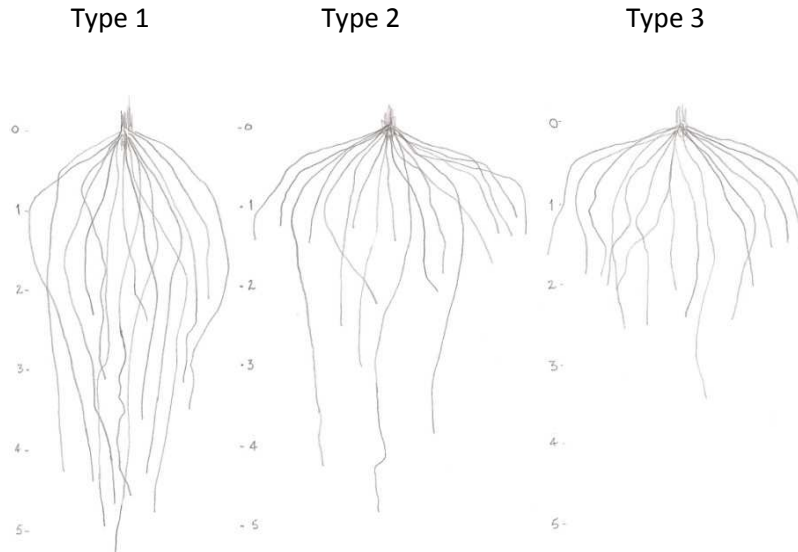 Type 1 Type 2 Type 3
0 - - 0 0 -
1 - - 1 1 -
2 - - 2 2 -
3 - - 3 3 -
4 - - 4 4 -
5 - - 5 5 -